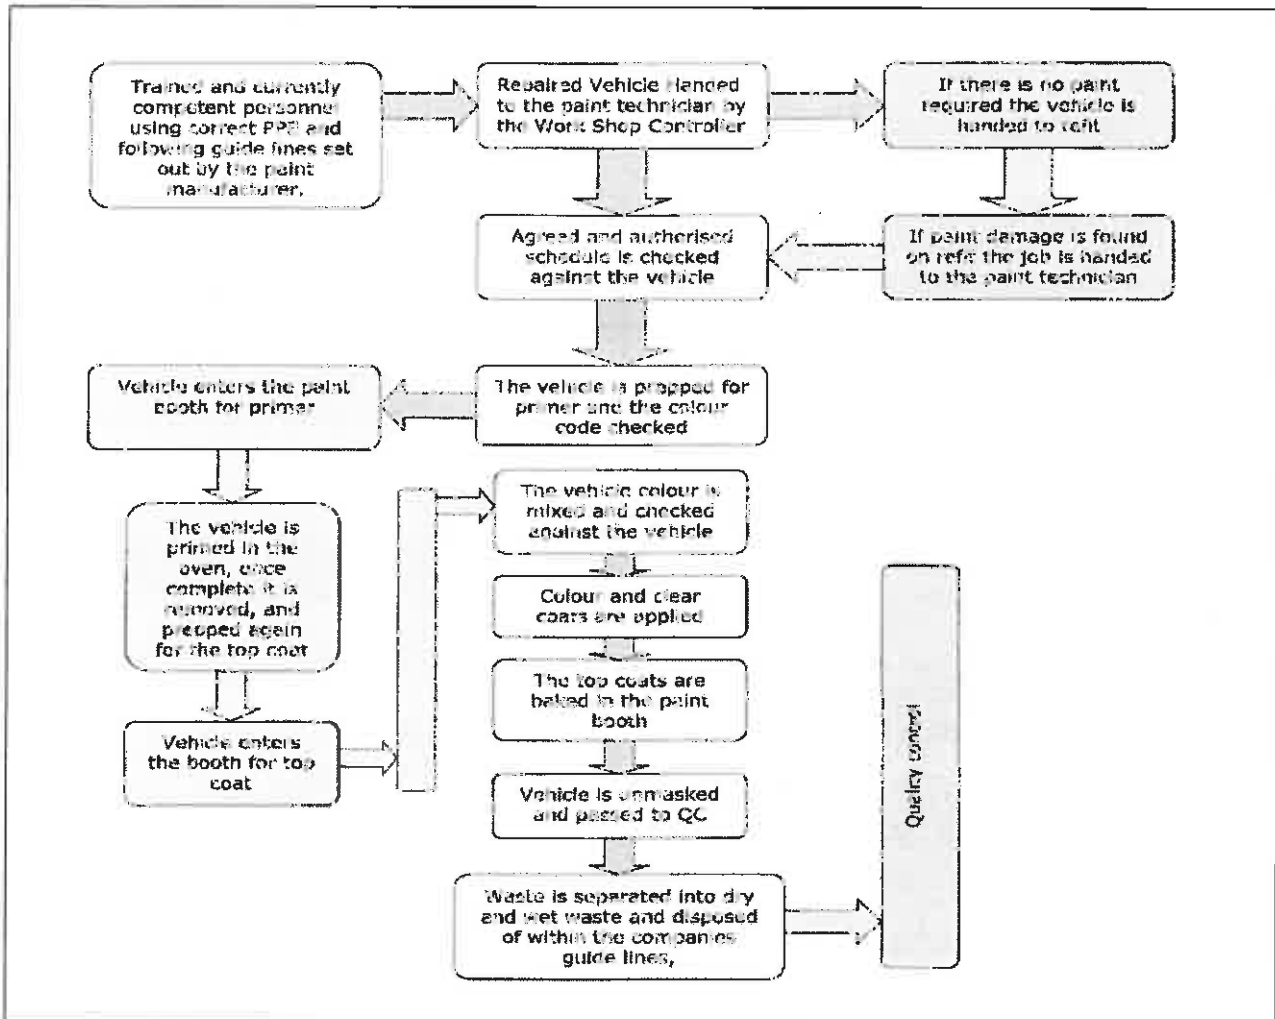 Trained and currently
competent personnel
using correct PPE and
following guide lines set
out by the paint
manufacturer.
Repaired Vehicle Handed
to the paint technician by
the Work Shop Controller
If there is no paint
required the vehicle is
handed to refit
Agreed and authorised
schedule is checked
against the vehicle
If paint damage is found
on refit the job is handed
to the paint technician
Vehicle enters the paint
booth for primer
The vehicle is prepped for
primer and the colour
code checked
The vehicle is
primed in the
oven, once
complete it is
removed, and
prepped again
for the top coat
Vehicle enters
the booth for top
coat
The vehicle colour is
mixed and checked
against the vehicle
Colour and clear
coats are applied
The top coats are
baked in the paint
booth
Vehicle is unmasked
and passed to QC
Waste is separated into dry
and wet waste and disposed
of within the companies
guide lines,
Quality control